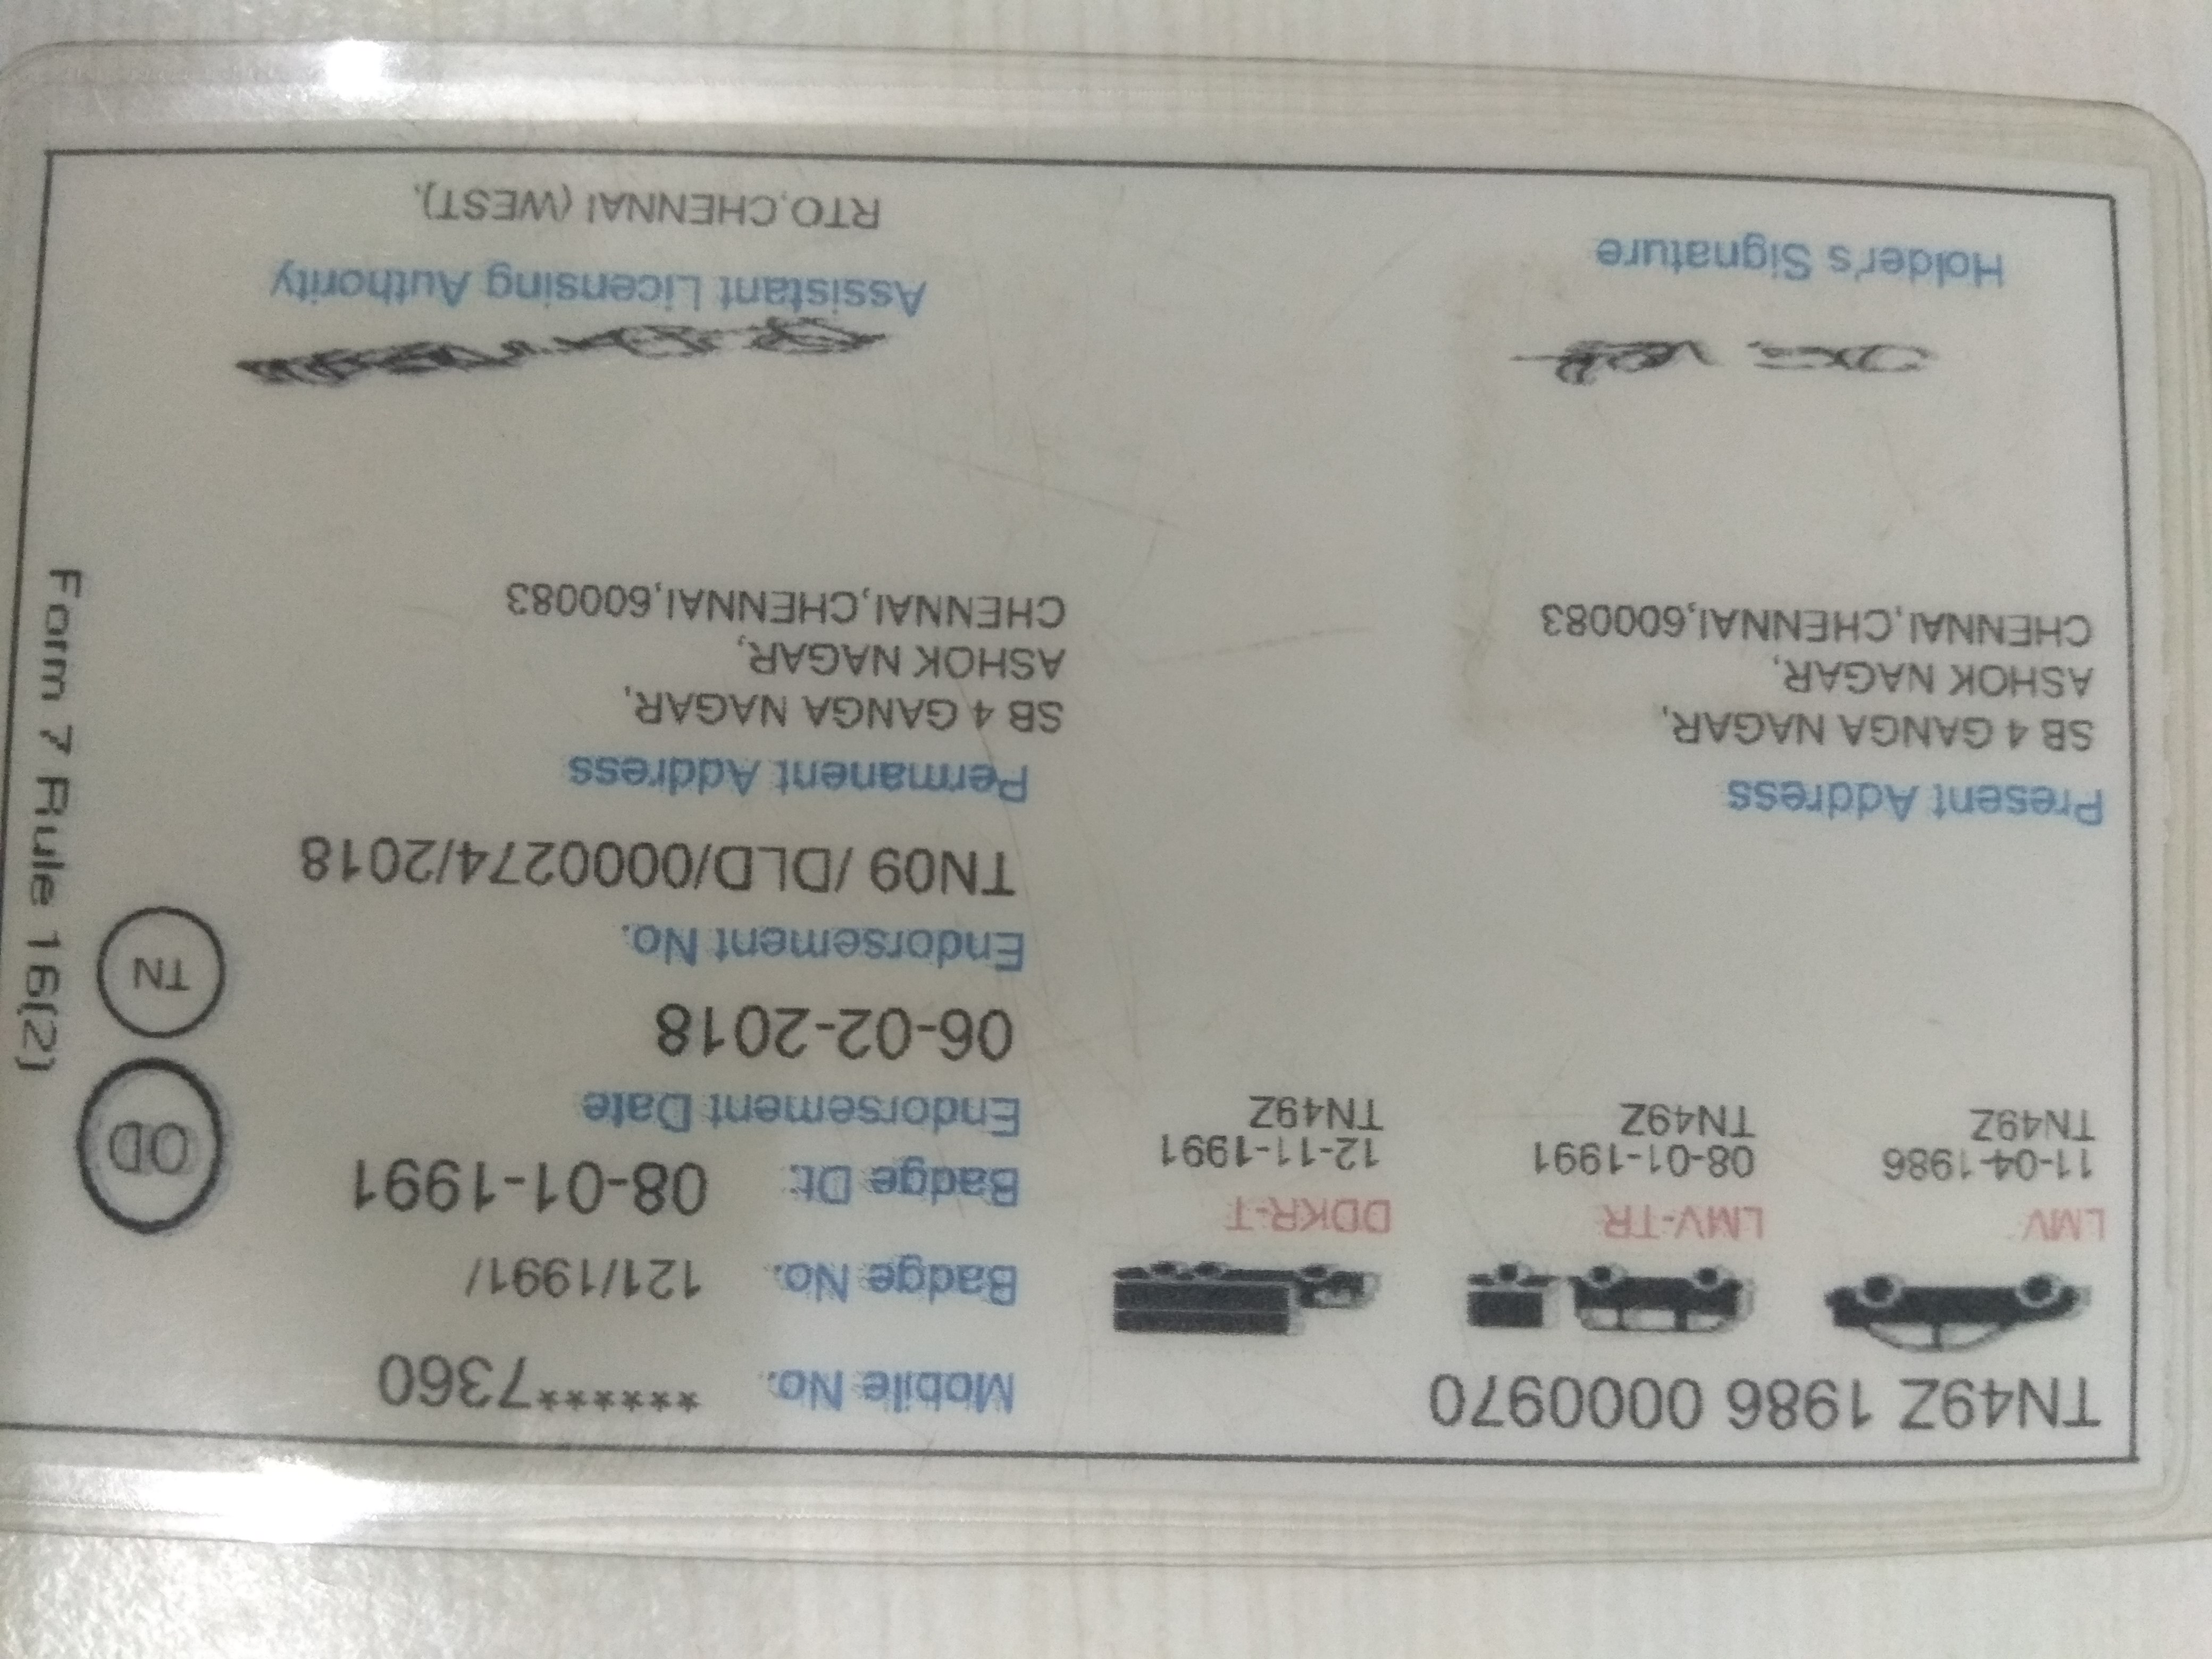 TN49Z 1986 0000970
LMV
11-04-1986
TN49Z
LMV-TR
08-01-1991
TN49Z
DDKR-T
12-11-1991
TN49Z
Mobile No. ******7360
Badge No. 121/1991/
Badge Dt. 08-01-1991
Endorsement Date
06-02-2018
Endorsement No.
TN09 /DLD/0000274/2018
OD
TN
Form 7 Rule 16(2)
Present Address
SB 4 GANGA NAGAR,
ASHOK NAGAR,
CHENNAI,CHENNAI,600083
Permanent Address
SB 4 GANGA NAGAR,
ASHOK NAGAR,
CHENNAI,CHENNAI,600083
Holder's Signature
Assistant Licensing Authority
RTO,CHENNAI (WEST),